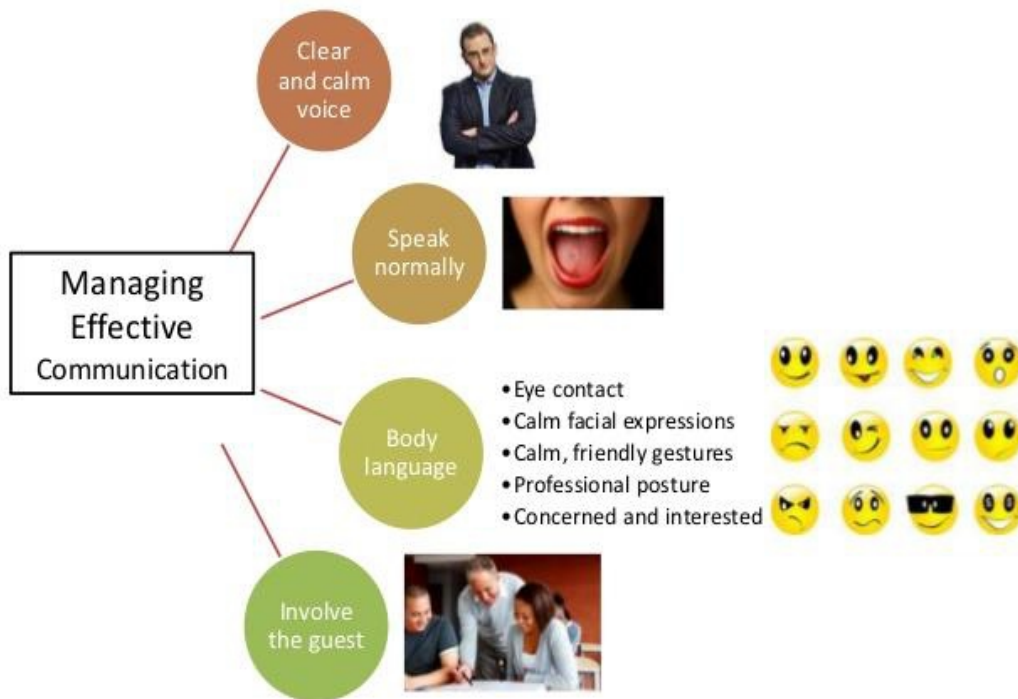 Clear
and calm
voice
Speak
normally
Managing
Effective
Communication
Body
language
•Eye contact
•Calm facial expressions
•Calm, friendly gestures
•Professional posture
•Concerned and interested
Involve
the guest